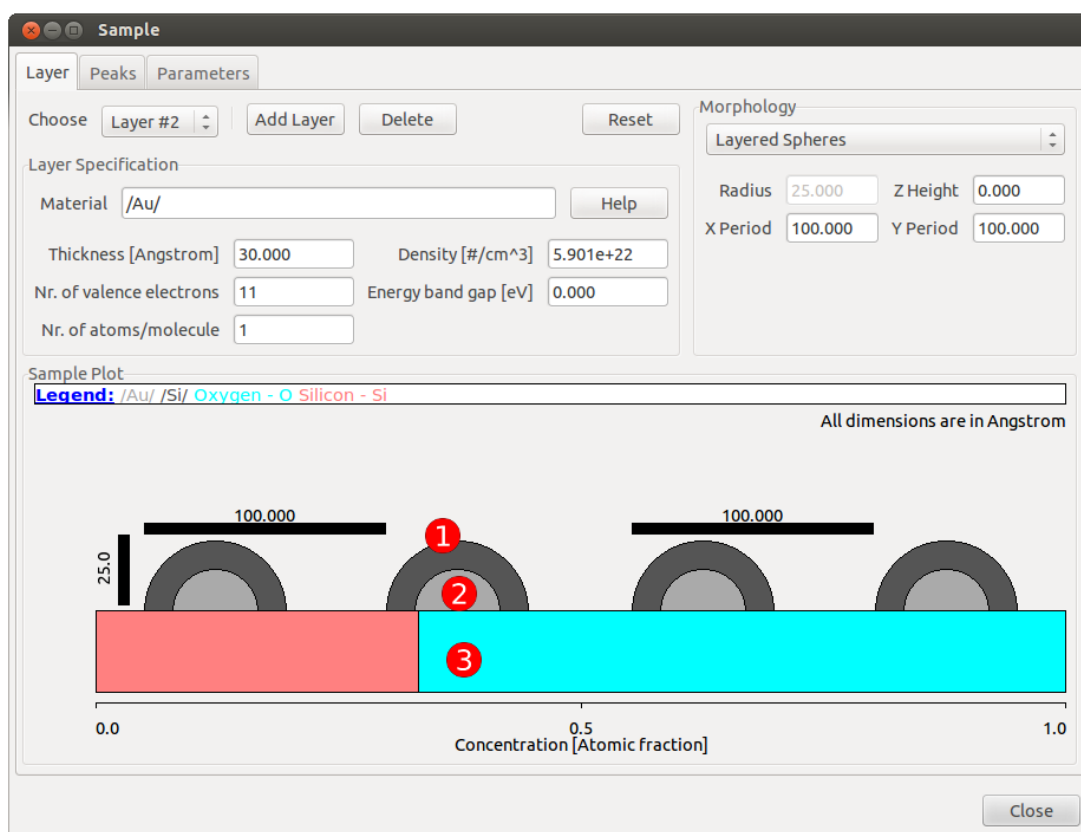 Sample
Layer Peaks Parameters
Choose Layer #2 Add Layer Delete Reset
Layer Specification
Material /Au/ Help
Thickness [Angstrom] 30.000 Density [#/cm^3] 5.901e+22
Nr. of valence electrons 11 Energy band gap [eV] 0.000
Nr. of atoms/molecule 1
Morphology
Layered Spheres
Radius 25.000 Z Height 0.000
X Period 100.000 Y Period 100.000
Sample Plot
Legend: /Au/ /Si/ Oxygen - O Silicon - Si
All dimensions are in Angstrom
100.000 100.000
25.0
1
2
3
0.0 0.5 1.0
Concentration [Atomic fraction]
Close